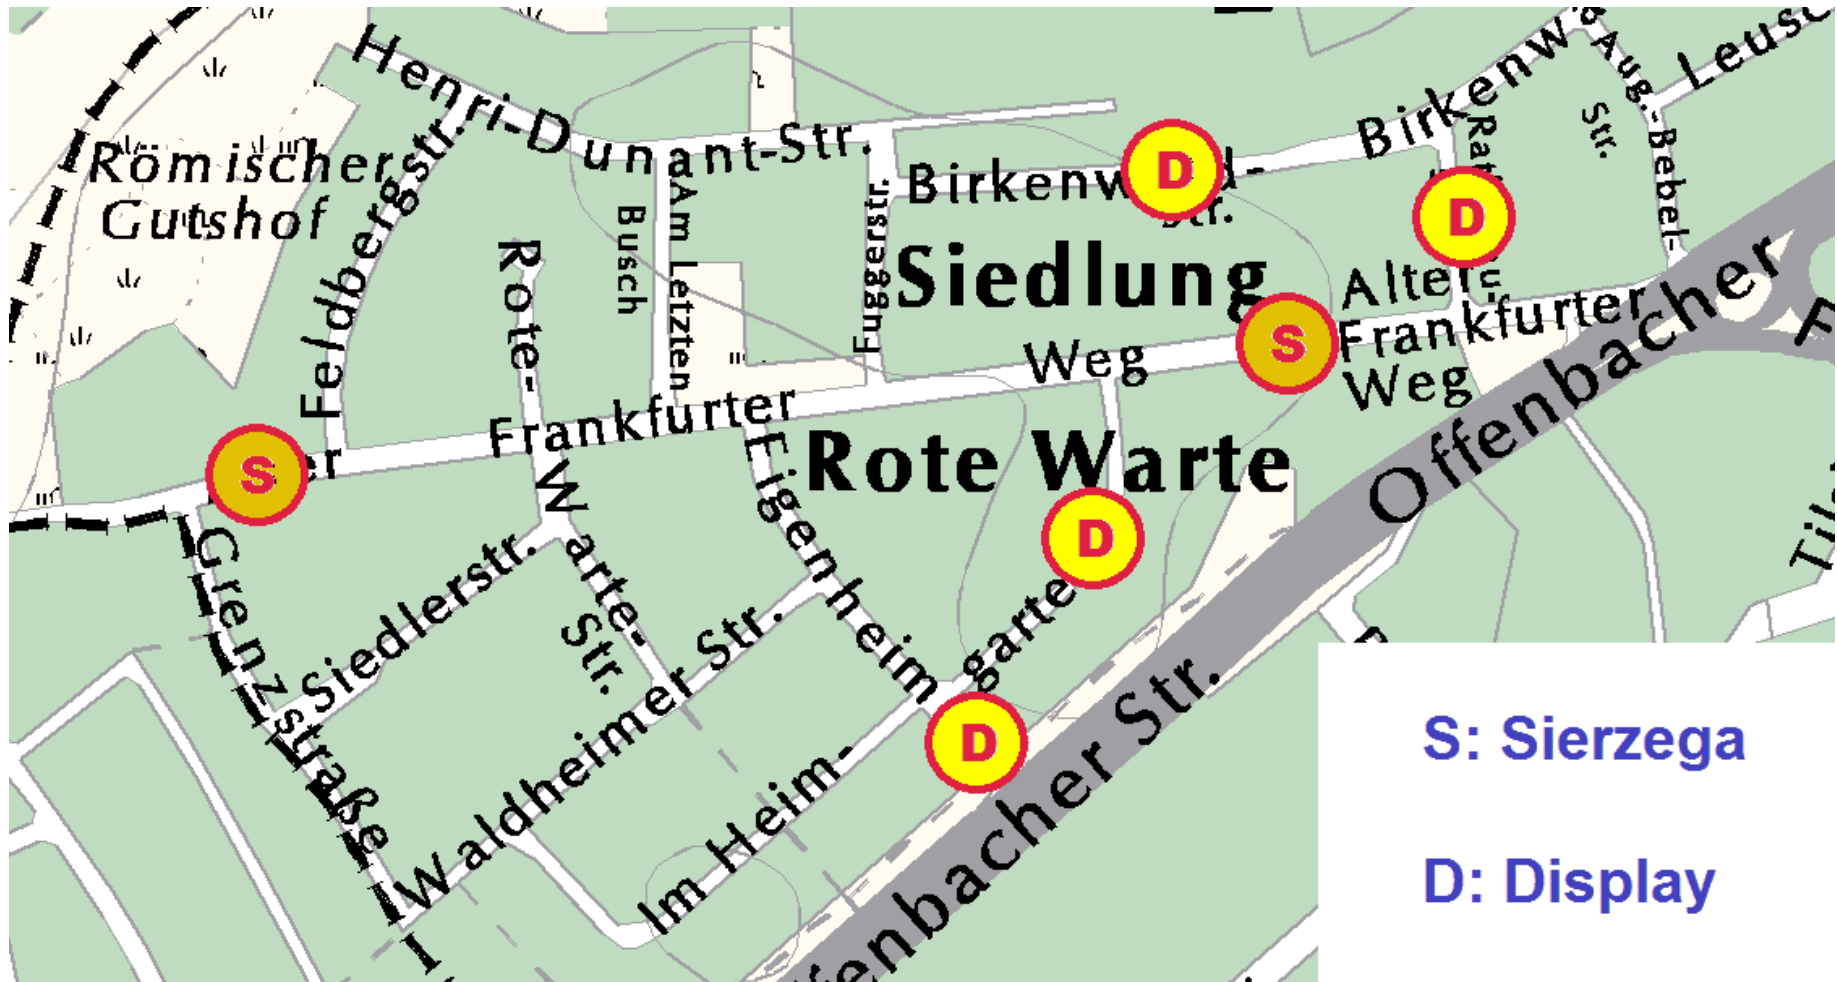 Henri-Dunant-Str.
Birkenw
Aug.-Bebel-
Str.
Leusc
Römischer
Gutshof
Feldbergstr.
Busch
Am Letzten
Fuggerstr.
Birkenw D d-
Str.
D
Siedlung
Rote-
Alter
Frankfurter
Weg
S
Weg
Frankfurter
S er
Rote Warte
Eigenheim
Warte-
Str.
D
garte
D
Siedlerstr.
Grenzstraße
Waldheimer Str.
Im Heim-
Offenbacher
Offenbacher Str.
S: Sierzega
D: Display